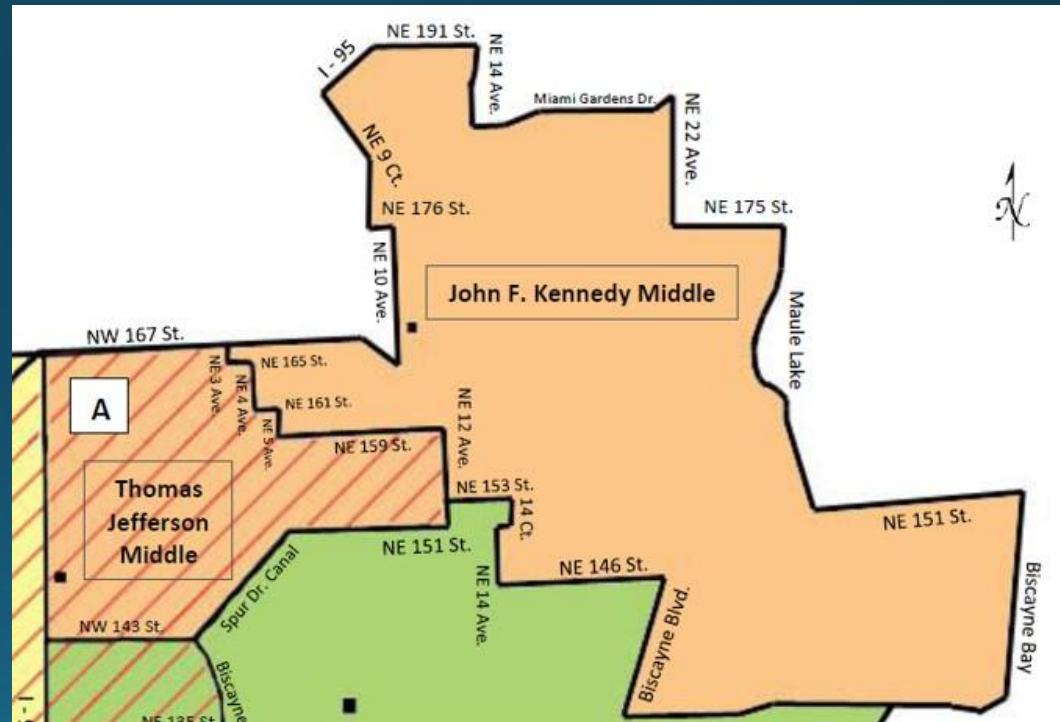 NE 191 St.
I - 95
NE 14 Ave.
Miami Gardens Dr.
NE 22 Ave.
NE 9 Ct.
NE 176 St.
NE 175 St.
N
NE 10 Ave.
John F. Kennedy Middle
Maule Lake
NW 167 St.
NE 3 Ave.
NE 165 St.
NE 4 Ave.
A
NE 161 St.
NE 5 Ave.
NE 159 St.
NE 12 Ave.
Thomas
Jefferson
Middle
NE 153 St.
14 Ct.
NE 151 St.
NE 151 St.
Spur Dr. Canal
NE 146 St.
NE 14 Ave.
Biscayne Blvd.
Biscayne Bay
NW 143 St.
Biscayne
NE 135 St.